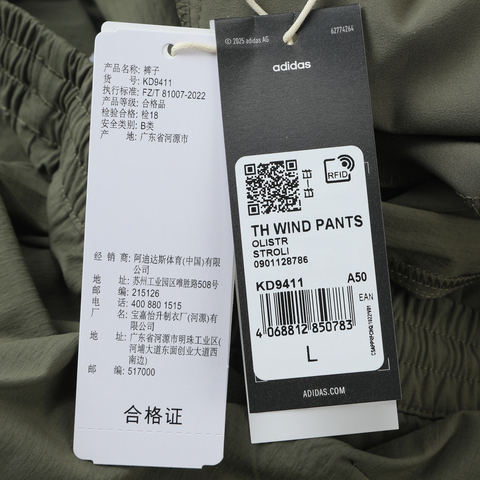 产品名称: 裤子
货 号: KD9411
执行标准: FZ/T 81007-2022
产品等级: 合格品
检验合格: 检18
安全类别: B类
产 地: 广东省河源市
经 销 商: 阿迪达斯体育(中国)有限
公司
地 址: 苏州工业园区唯胜路508号
邮 编: 215126
电 话: 400 880 1515
厂 名: 宝嘉怡升制衣厂(河源)有
限公司
地 址: 广东省河源市明珠工业区(
河埔大道东面创业大道西
南边)
邮 编: 517000
合格证
© 2025 adidas AG
62774264
adidas
RFID
TH WIND PANTS
OLISTR
STROLI
0901128786
KD9411 A50
EAN
4 068812 850783
L
ADIDAS.COM